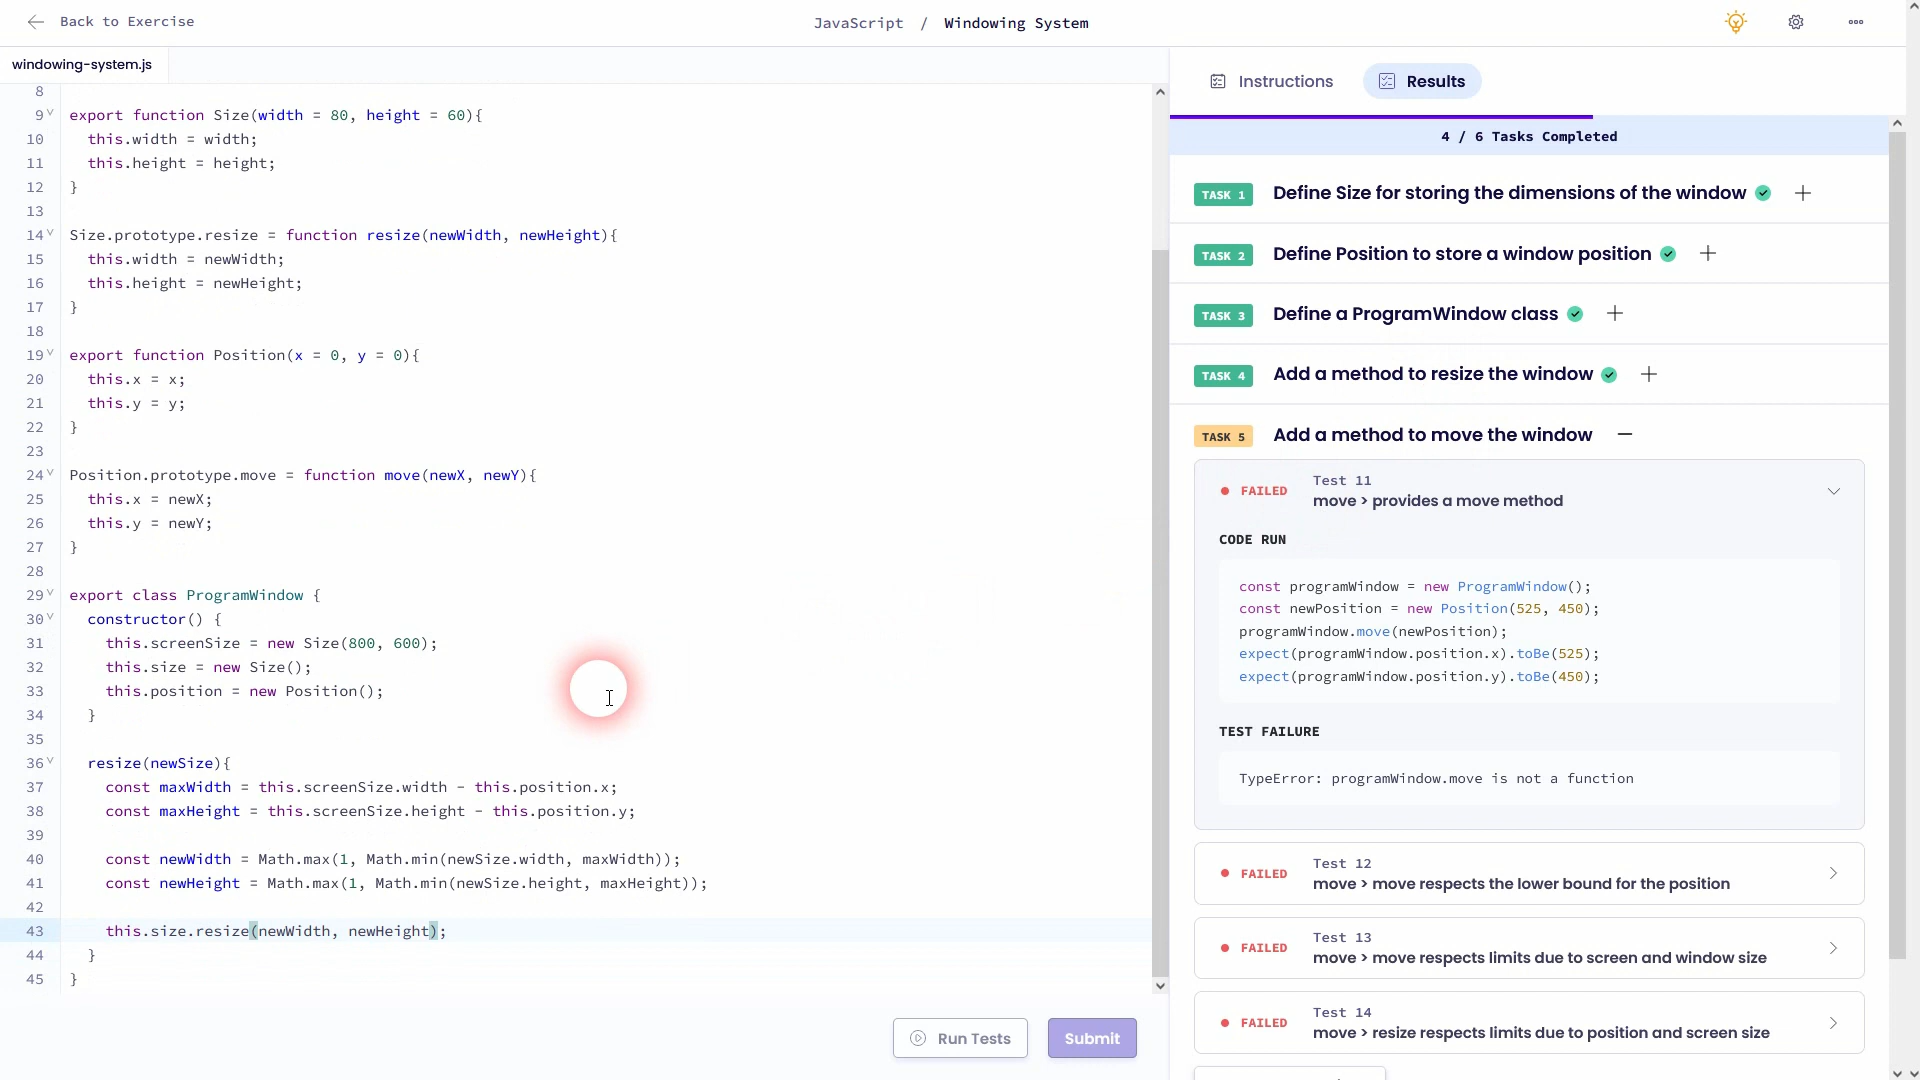 Back to Exercise
JavaScript / Windowing System
windowing-system.js
8
9 export function Size(width = 80, height = 60){
10 this.width = width;
11 this.height = height;
12 }
13
14 Size.prototype.resize = function resize(newWidth, newHeight){
15 this.width = newWidth;
16 this.height = newHeight;
17 }
18
19 export function Position(x = 0, y = 0){
20 this.x = x;
21 this.y = y;
22 }
23
24 Position.prototype.move = function move(newX, newY){
25 this.x = newX;
26 this.y = newY;
27 }
28
29 export class ProgramWindow {
30 constructor() {
31 this.screenSize = new Size(800, 600);
32 this.size = new Size();
33 this.position = new Position();
34 }
35
36 resize(newSize){
37 const maxWidth = this.screenSize.width - this.position.x;
38 const maxHeight = this.screenSize.height - this.position.y;
39
40 const newWidth = Math.max(1, Math.min(newSize.width, maxWidth));
41 const newHeight = Math.max(1, Math.min(newSize.height, maxHeight));
42
43 this.size.resize(newWidth, newHeight);
44 }
45 }
Run Tests
Submit
Instructions
Results
4 / 6 Tasks Completed
TASK 1 Define Size for storing the dimensions of the window
TASK 2 Define Position to store a window position
TASK 3 Define a ProgramWindow class
TASK 4 Add a method to resize the window
TASK 5 Add a method to move the window
FAILED
Test 11
move > provides a move method
CODE RUN
const programWindow = new ProgramWindow();
const newPosition = new Position(525, 450);
programWindow.move(newPosition);
expect(programWindow.position.x).toBe(525);
expect(programWindow.position.y).toBe(450);
TEST FAILURE
TypeError: programWindow.move is not a function
FAILED
Test 12
move > move respects the lower bound for the position
FAILED
Test 13
move > move respects limits due to screen and window size
FAILED
Test 14
move > resize respects limits due to position and screen size